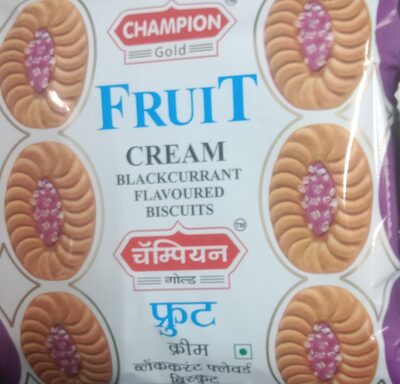 CHAMPION
Gold
FRUIT
CREAM
BLACKCURRANT
FLAVOURED
BISCUITS
चॅम्पियन
गोल्ड
फ्रुट
क्रीम
ब्लॅककरंट फ्लेवर्ड
बिस्कुट